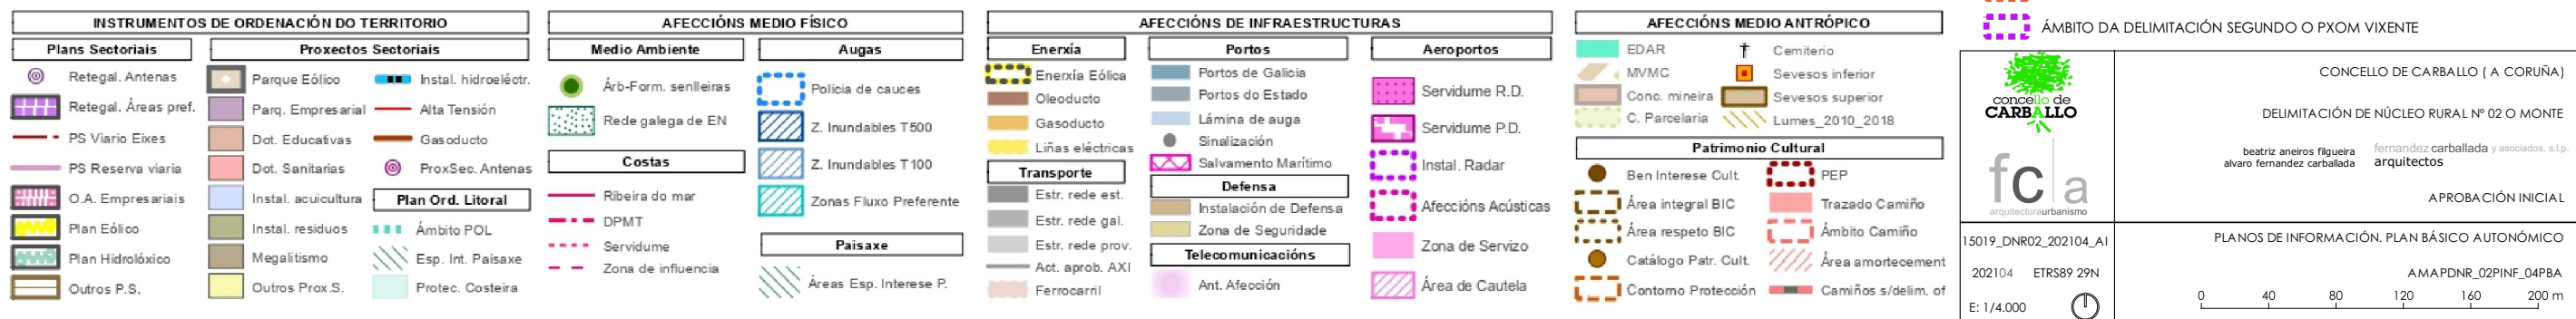 INSTRUMENTOS DE ORDENACIÓN DO TERRITORIO
Plans Sectoriais
Retegal. Antenas
Retegal. Áreas pref.
PS Viario Eixes
PS Reserva viaria
O.A. Empresariais
Plan Eólico
Plan Hidrolóxico
Outros P.S.
Proxectos Sectoriais
Parque Eólico
Parq. Empresarial
Dot. Educativas
Dot. Sanitarias
Instal. acuicultura
Instal. residuos
Megalitismo
Outros Prox.S.
Instal. hidroeléctr.
Alta Tensión
Gasoducto
ProxSec. Antenas
Plan Ord. Litoral
Ámbito POL
Esp. Int. Paisaxe
Protec. Costeira
AFECCIÓNS MEDIO FÍSICO
Medio Ambiente
Árb-Form. senlleiras
Rede galega de EN
Costas
Ribeira do mar
DPMT
Servidume
Zona de influencia
Augas
Policia de cauces
Z. Inundables T500
Z. Inundables T100
Zonas Fluxo Preferente
Paisaxe
Áreas Esp. Interese P.
AFECCIÓNS DE INFRAESTRUCTURAS
Enerxía
Enerxía Eólica
Oleoducto
Gasoducto
Liñas eléctricas
Transporte
Estr. rede est.
Estr. rede gal.
Estr. rede prov.
Act. aprob. AXI
Ferrocarril
Portos
Portos de Galicia
Portos do Estado
Lámina de auga
Sinalización
Salvamento Marítimo
Defensa
Instalación de Defensa
Zona de Seguridade
Telecomunicacións
Ant. Afección
Aeroportos
Servidume R.D.
Servidume P.D.
Instal. Radar
Afeccións Acústicas
Zona de Servizo
Área de Cautela
AFECCIÓNS MEDIO ANTRÓPICO
EDAR
MVMC
Conc. mineira
C. Parcelaria
Cemiterio
Sevesos inferior
Sevesos superior
Lumes_2010_2018
Patrimonio Cultural
Ben Interese Cult.
Área integral BIC
Área respeto BIC
Catálogo Patr. Cult.
Contorno Protección
PEP
Trazado Camiño
Ámbito Camiño
Área amortecement
Camiños s/delim. of
ÁMBITO DA DELIMITACIÓN SEGUNDO O PXOM VIXENTE
concello de
CARBALLO
fca
arquitecturaurbanismo
CONCELLO DE CARBALLO ( A CORUÑA)
DELIMITACIÓN DE NÚCLEO RURAL Nº 02 O MONTE
beatriz aneiros filgueira
alvaro fernandez carballada
fernandez carballada y asociados, s.l.p.
arquitectos
APROBACIÓN INICIAL
15019_DNR02_202104_AI
202104 ETRS89 29N
E: 1/4.000
PLANOS DE INFORMACIÓN. PLAN BÁSICO AUTONÓMICO
AMAPDNR_02PINF_04PBA
0 40 80 120 160 200 m